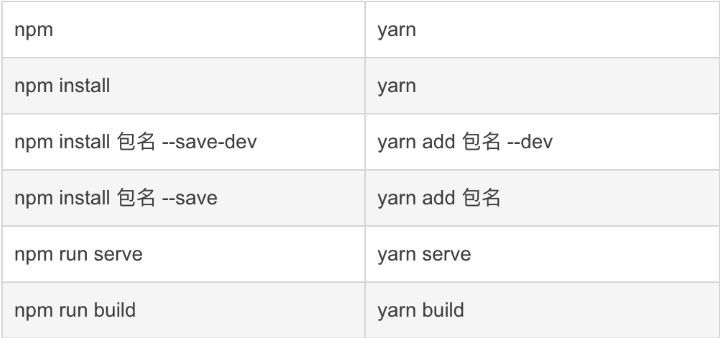 npm yarn
npm install yarn
npm install 包名 --save-dev yarn add 包名 --dev
npm install 包名 --save yarn add 包名
npm run serve yarn serve
npm run build yarn build